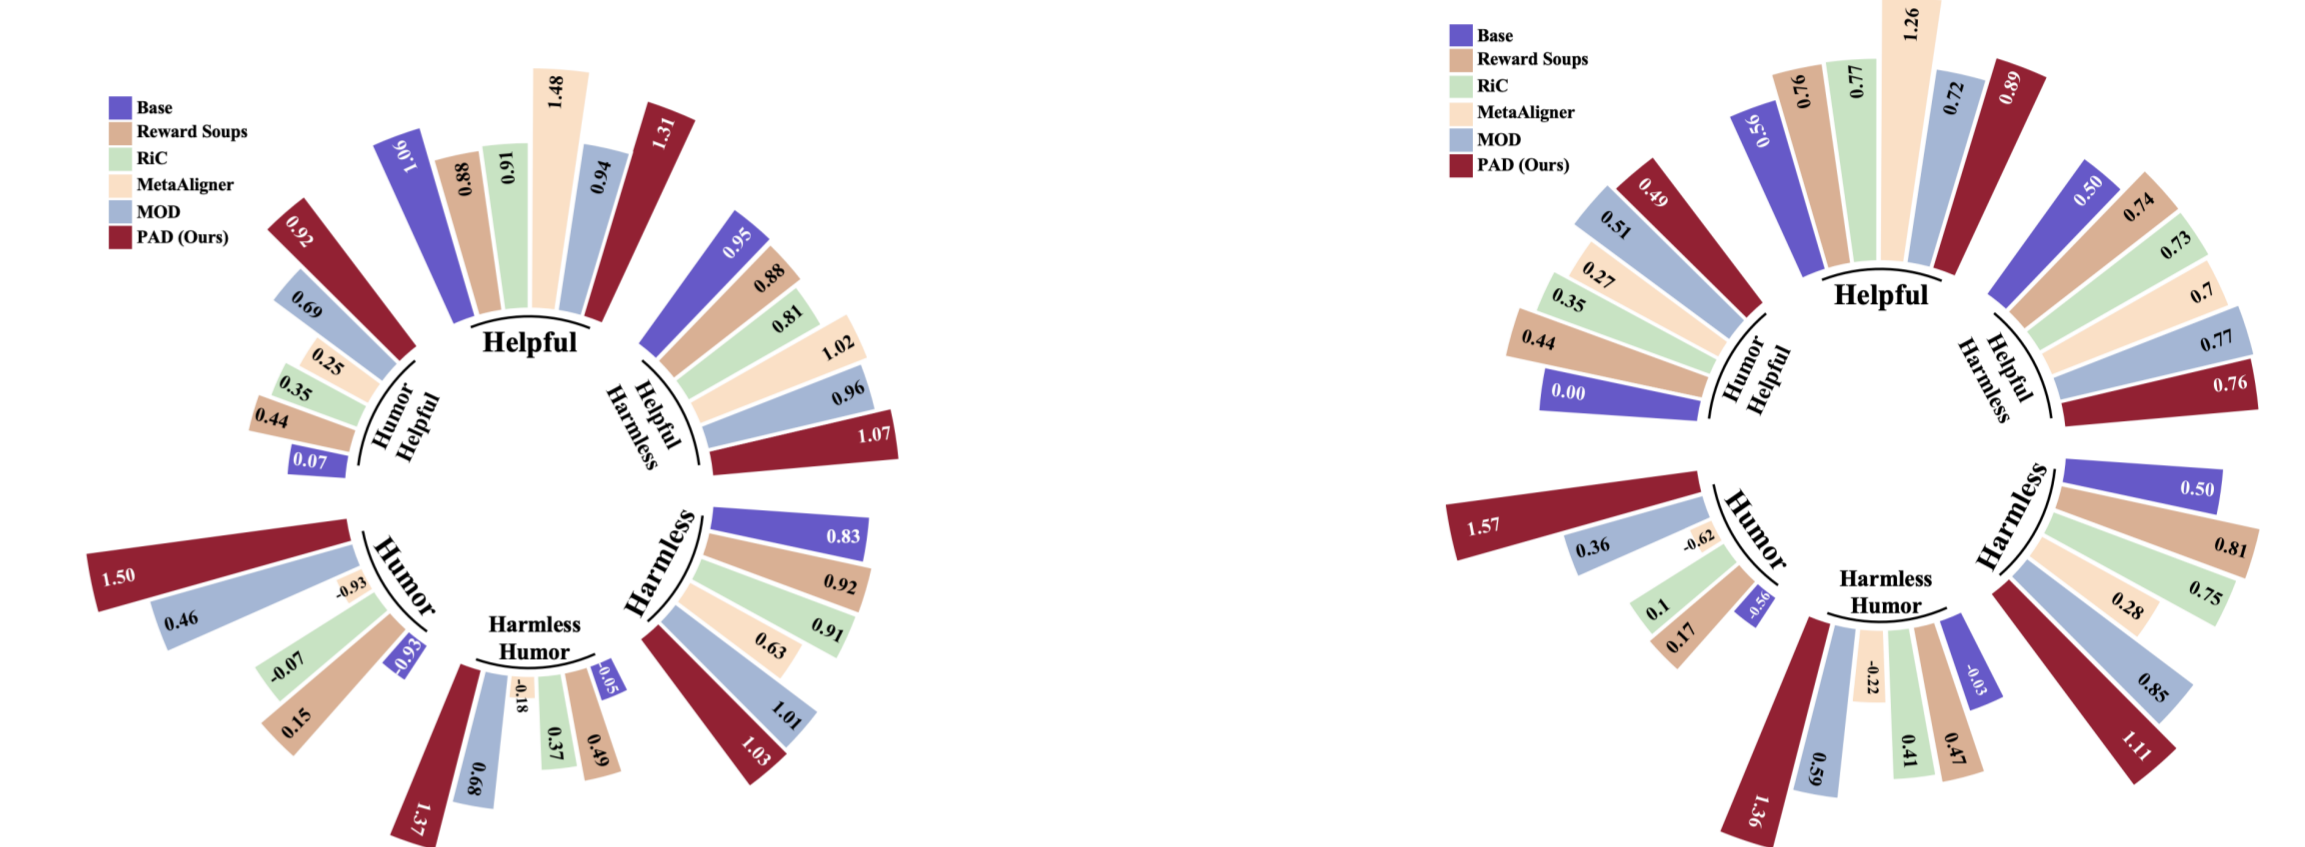 Base
Reward Soups
RiC
MetaAligner
MOD
PAD (Ours)
1.06
0.88
0.91
1.48
0.94
1.31
Helpful
0.95
0.88
0.81
1.02
0.96
1.07
Helpful
Harmless
0.83
0.92
0.91
0.63
1.01
1.03
Harmless
-0.05
0.49
0.37
-0.18
0.68
1.37
Harmless
Humor
-0.93
0.15
-0.07
-0.93
0.46
1.50
Humor
0.07
0.44
0.35
0.25
0.69
0.92
Humor
Helpful
Base
Reward Soups
RiC
MetaAligner
MOD
PAD (Ours)
0.56
0.76
0.77
1.26
0.72
0.89
Helpful
0.50
0.74
0.73
0.7
0.77
0.76
Helpful
Harmless
0.50
0.81
0.75
0.28
0.85
1.11
Harmless
-0.03
0.47
0.41
-0.22
0.59
1.36
Harmless
Humor
-0.56
0.17
0.1
-0.62
0.36
1.57
Humor
0.00
0.44
0.35
0.27
0.51
0.49
Humor
Helpful